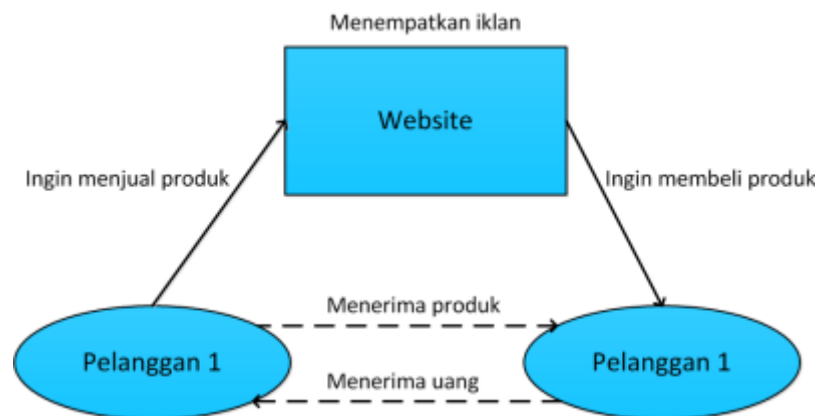 Menempatkan iklan
Website
Ingin menjual produk
Ingin membeli produk
Menerima produk
Pelanggan 1
Pelanggan 1
Menerima uang